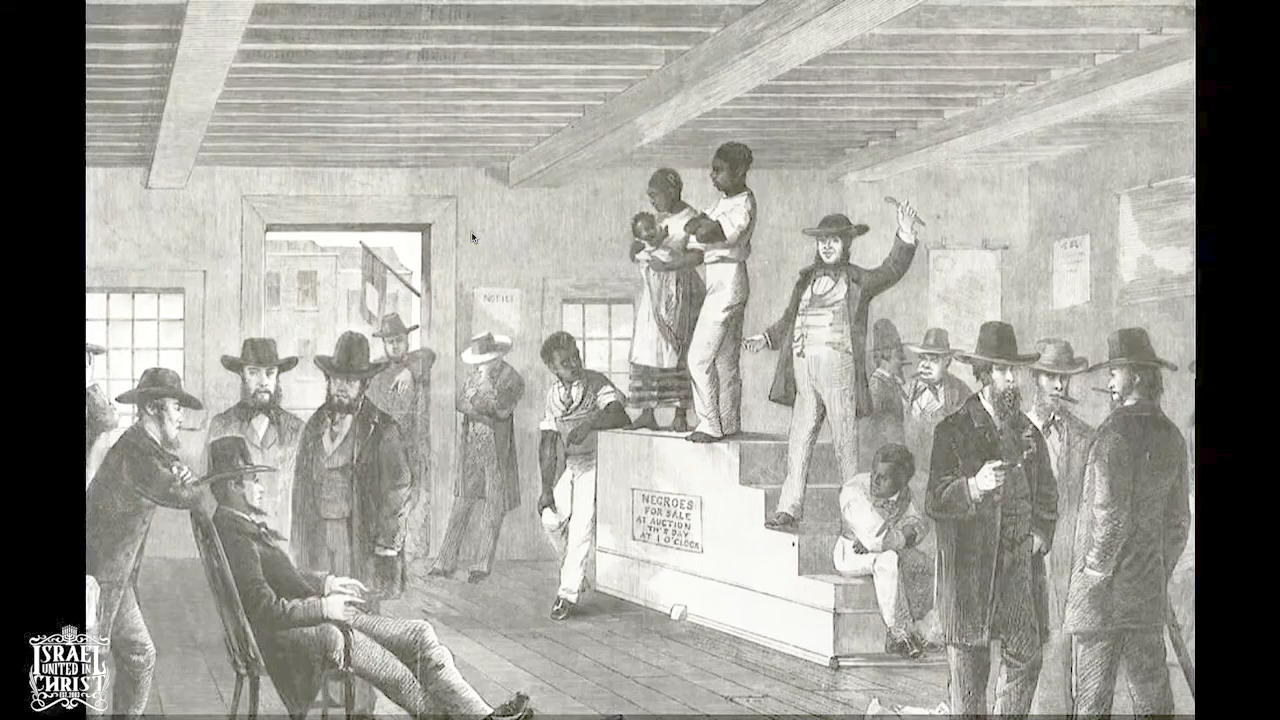 NOTICE
NEGROES
FOR SALE
AT AUCTION
TH'S DAY
AT 1 O'CLOCK
ISRAEL
UNITED IN
CHRIST